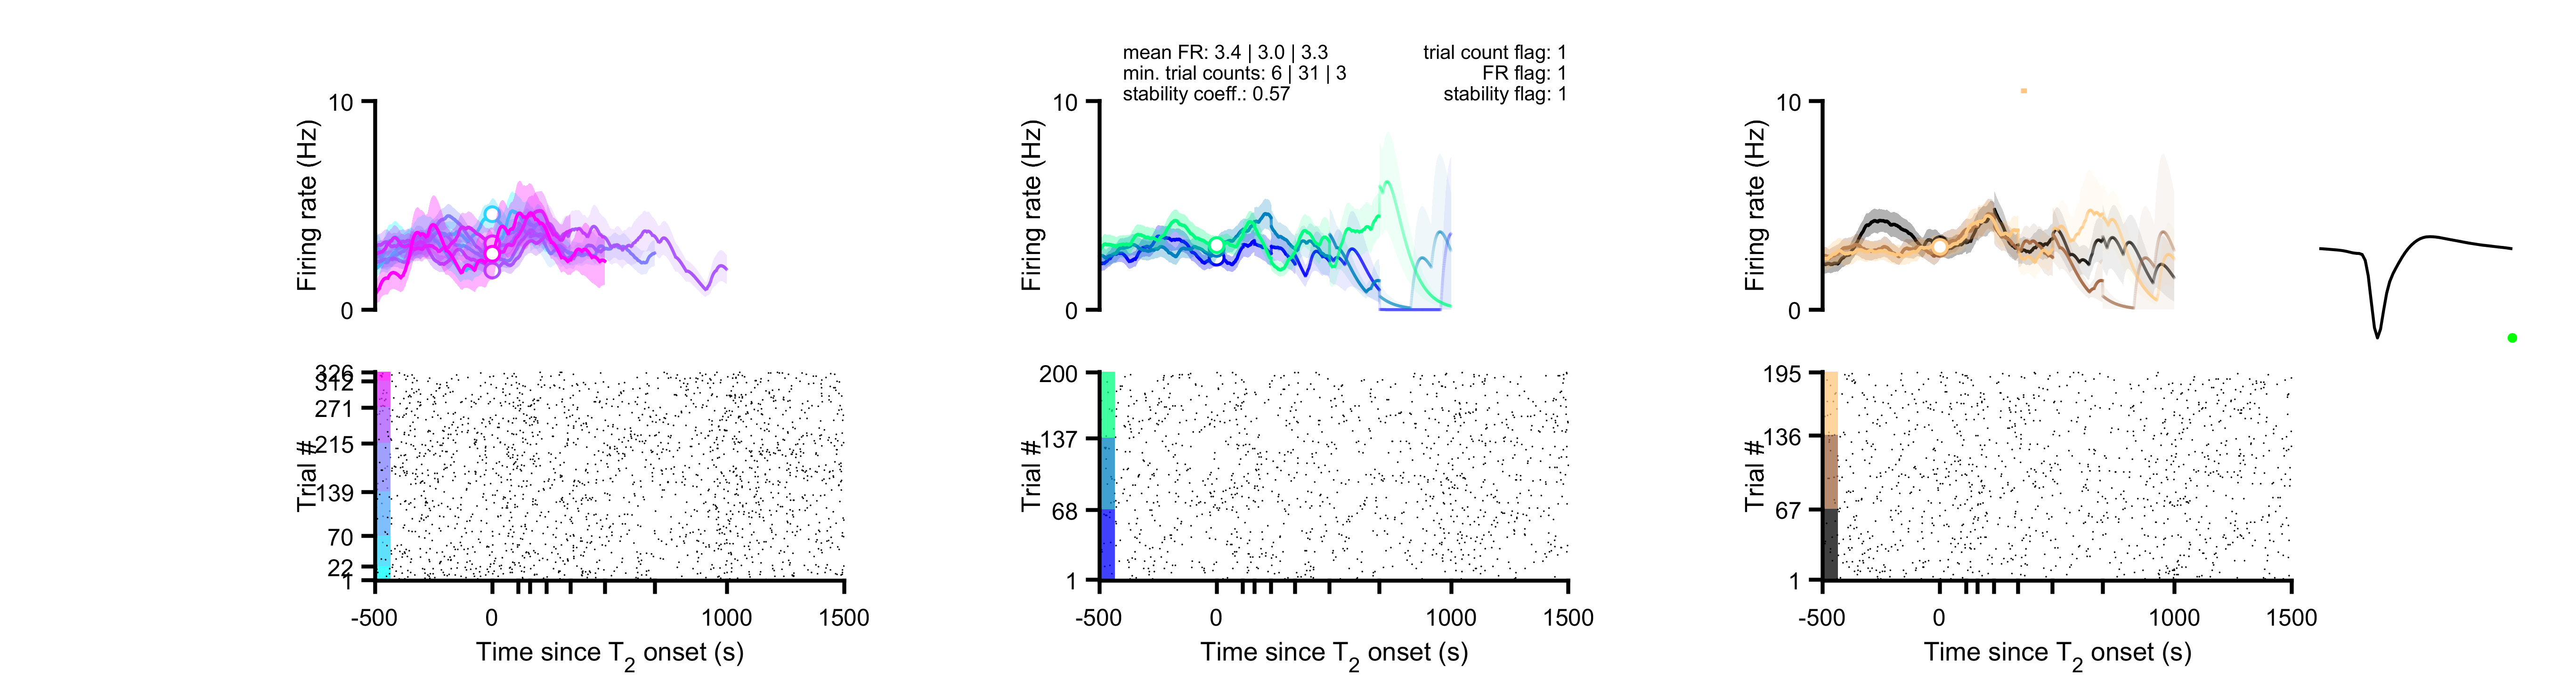 mean FR: 3.4 | 3.0 | 3.3
min. trial counts: 6 | 31 | 3
stability coeff.: 0.57
trial count flag: 1
FR flag: 1
stability flag: 1
10
0
Firing rate (Hz)
10
0
Firing rate (Hz)
10
0
Firing rate (Hz)
326
342
271
215
139
70
22
1
Trial #
-500
0
1000
1500
Time since T2 onset (s)
200
137
68
1
Trial #
-500
0
1000
1500
Time since T2 onset (s)
195
136
67
1
Trial #
-500
0
1000
1500
Time since T2 onset (s)